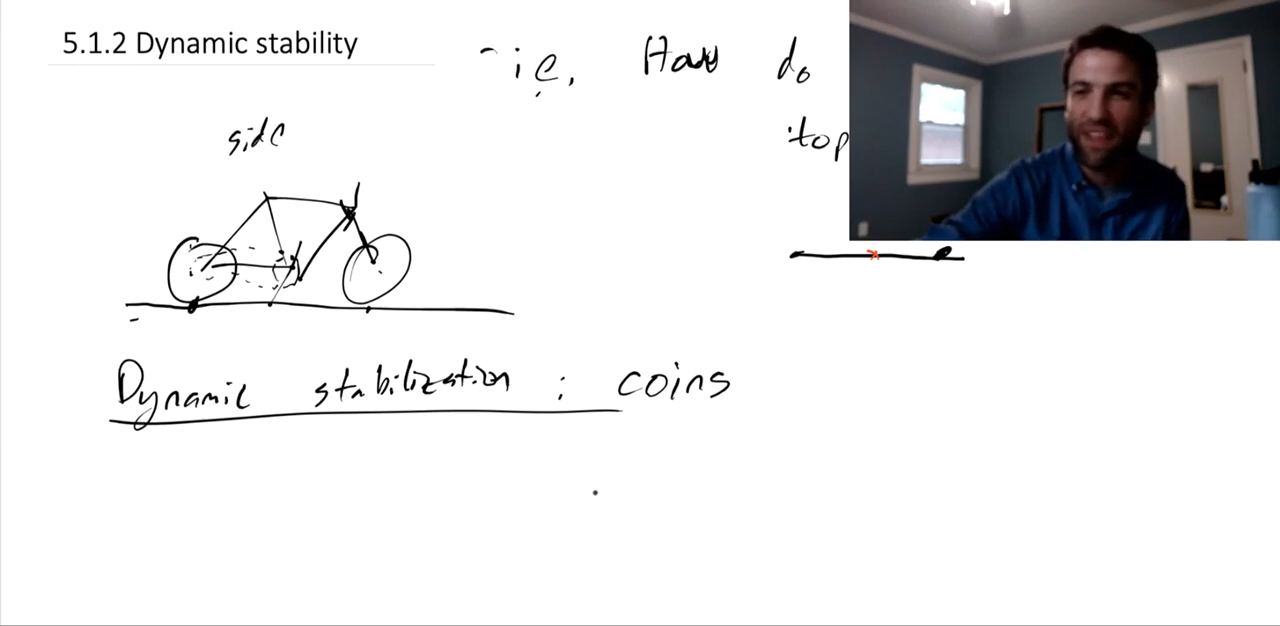 5.1.2 Dynamic stability
i.e. How do
side
top
Dynamic stabilization : coins